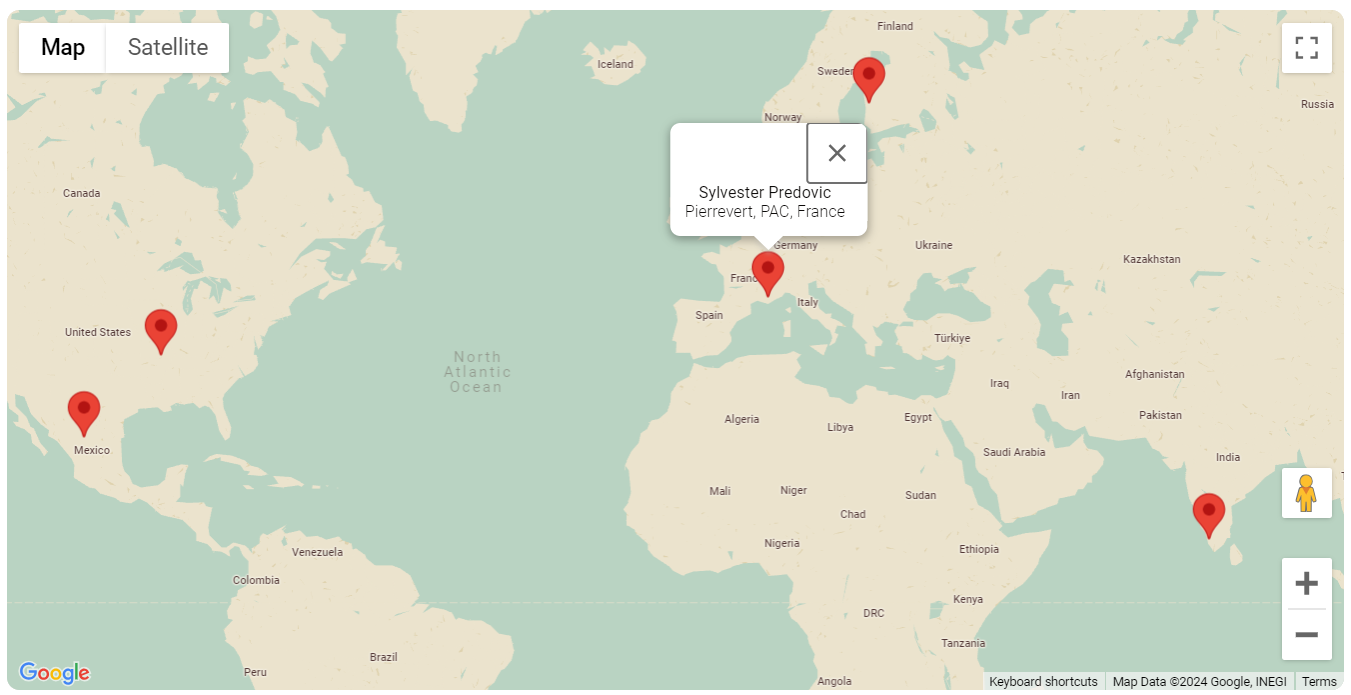 Map
Satellite
Finland
Iceland
Sweden
Russia
Norway
Canada
Sylvester Predovic
Pierrevert, PAC, France
Germany
Ukraine
Kazakhstan
Franc
Italy
Spain
United States
Türkiye
North
Atlantic
Ocean
Afghanistan
Iraq
Iran
Pakistan
Algeria
Libya
Egypt
Mexico
Saudi Arabia
India
Mali
Niger
Sudan
Chad
Nigeria
Venezuela
Ethiopia
Colombia
Kenya
DRC
Tanzania
Brazil
Peru
Angola
Google
Keyboard shortcuts
Map Data ©2024 Google, INEGI
Terms